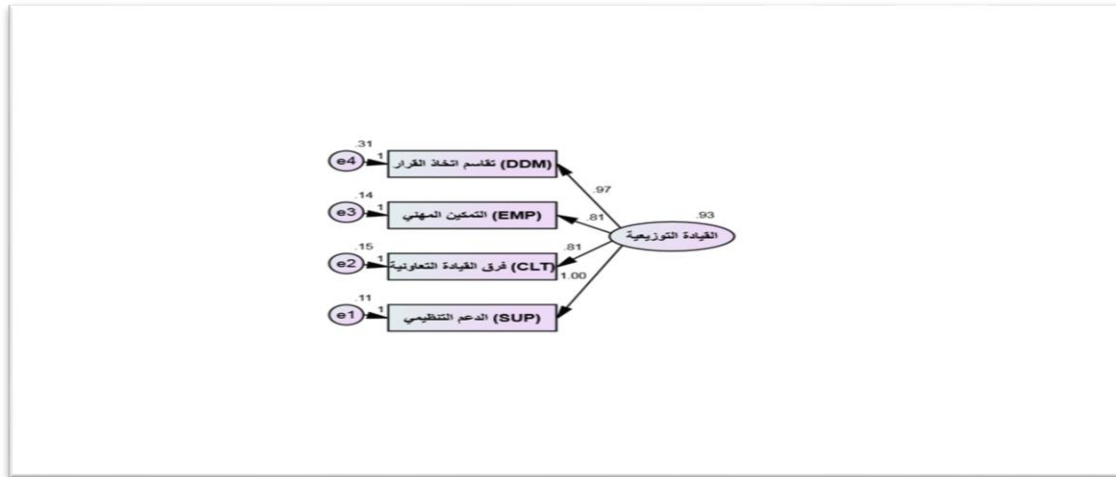 .31
e4
1
(DDM) تقاسم اتخاذ القرار
.97
.14
e3
1
(EMP) التمكين المهني
.81
.93
القيادة التوزيعية
.15
e2
1
(CLT) فرق القيادة التعاونية
.81
1.00
.11
e1
1
(SUP) الدعم التنظيمي